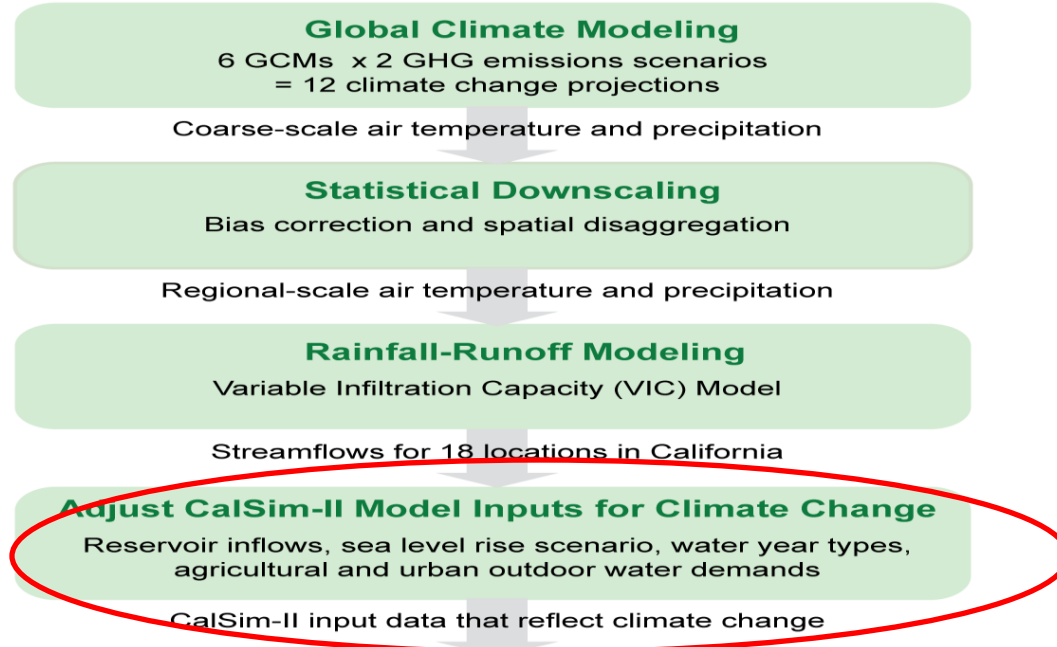 Global Climate Modeling
6 GCMs x 2 GHG emissions scenarios
= 12 climate change projections
Coarse-scale air temperature and precipitation
Statistical Downscaling
Bias correction and spatial disaggregation
Regional-scale air temperature and precipitation
Rainfall-Runoff Modeling
Variable Infiltration Capacity (VIC) Model
Streamflows for 18 locations in California
Adjust CalSim-II Model Inputs for Climate Change
Reservoir inflows, sea level rise scenario, water year types,
agricultural and urban outdoor water demands
CalSim-II input data that reflect climate change